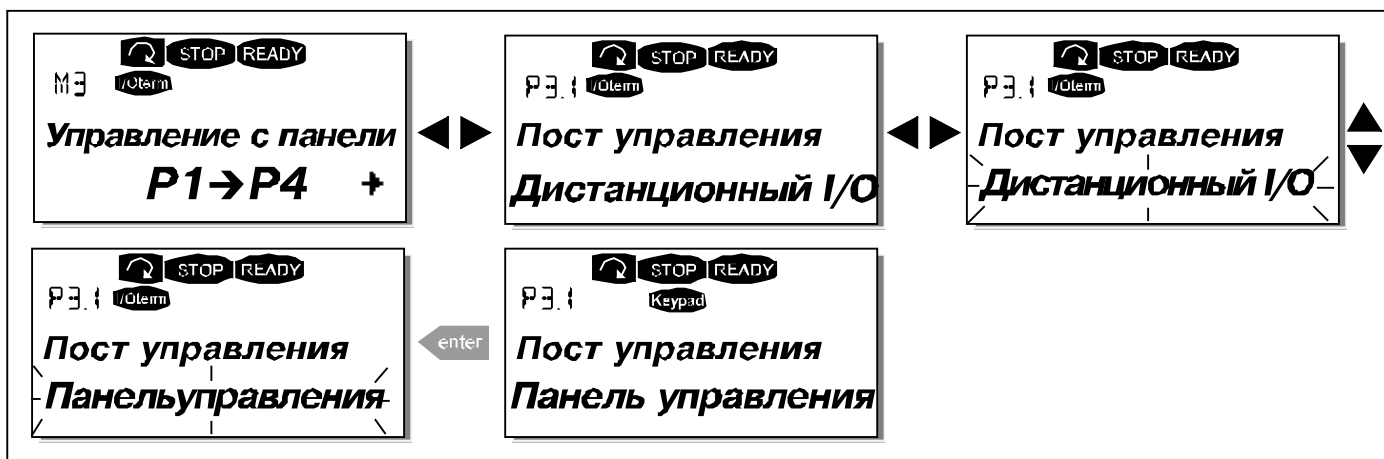 STOP READY
M3 I/Oterm
Управление с панели
P1→P4
STOP READY
P3.1 I/Oterm
Пост управления
Дистанционный I/O
STOP READY
P3.1 I/Oterm
Пост управления
Дистанционный I/O
STOP READY
P3.1 I/Oterm
Пост управления
Панельуправления
enter
STOP READY
P3.1 Keypad
Пост управления
Панель управления